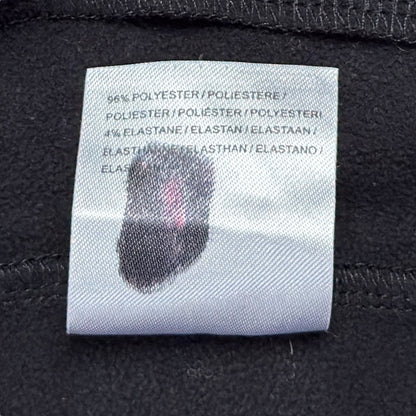 96% POLYESTER / POLIESTERE /
POLIESTER / POLIÉSTER / POLYESTERI
4% ELASTANE / ELASTAN / ELASTAAN /
ELASTHANNE / ELASTHAN / ELASTANO /